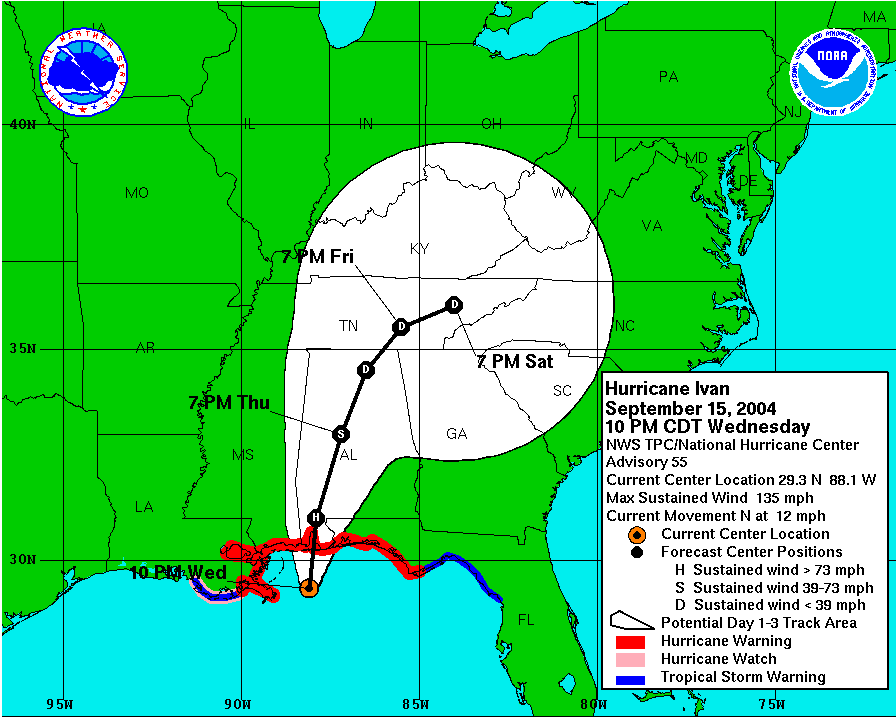 MA
IA
NATIONAL WEATHER SERVICE
NOAA
PA
NJ
40N
IL
IN
OH
MD
DE
MO
WV
VA
KY
7 PM Fri
TN
NC
35N
AR
7 PM Sat
SC
7 PM Thu
GA
MS
AL
LA
30N
10 PM Wed
FL
Hurricane Ivan
September 15, 2004
10 PM CDT Wednesday
NWS TPC/National Hurricane Center
Advisory 55
Current Center Location 29.3 N 88.1 W
Max Sustained Wind 135 mph
Current Movement N at 12 mph
Current Center Location
Forecast Center Positions
H Sustained wind > 73 mph
S Sustained wind 39-73 mph
D Sustained wind < 39 mph
Potential Day 1-3 Track Area
Hurricane Warning
Hurricane Watch
Tropical Storm Warning
D
D
D
S
H
95W
90W
85W
80W
75W